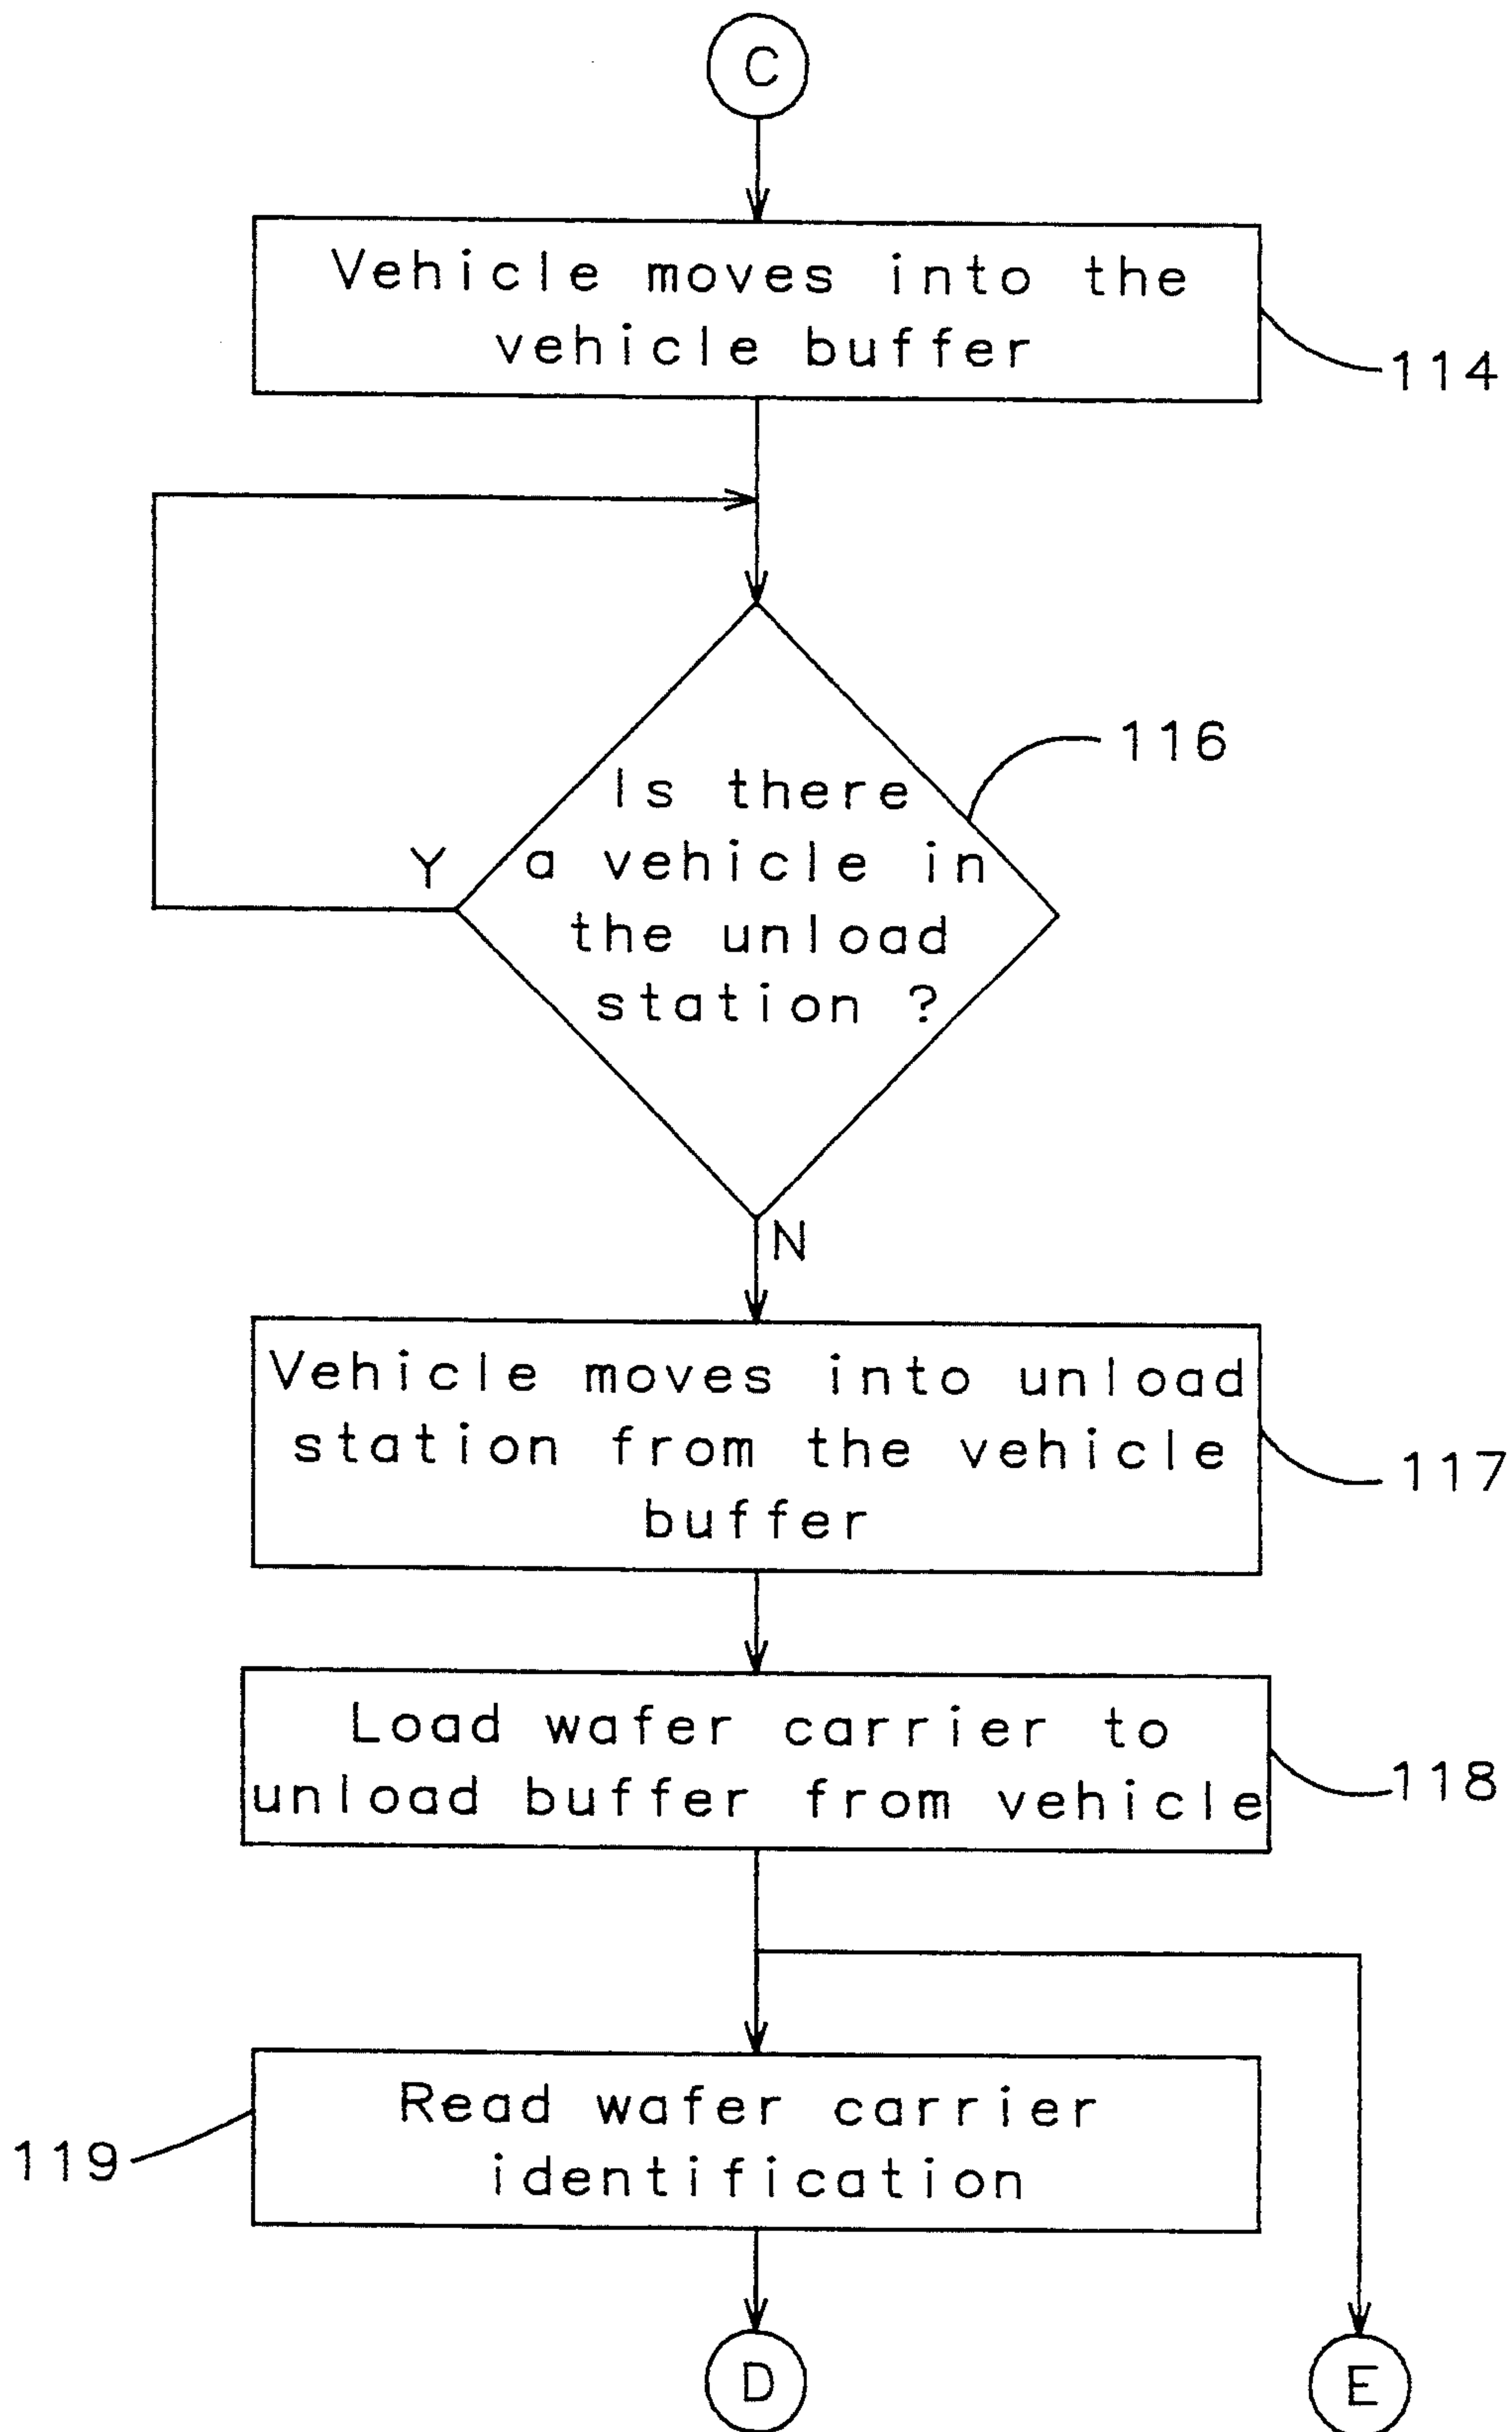 C
Vehicle moves into the
vehicle buffer
114
116
Is there
Y
a vehicle in
the unload
station ?
N
Vehicle moves into unload
station from the vehicle
buffer
117
Load wafer carrier to
unload buffer from vehicle
118
Read wafer carrier
identification
119
D
E